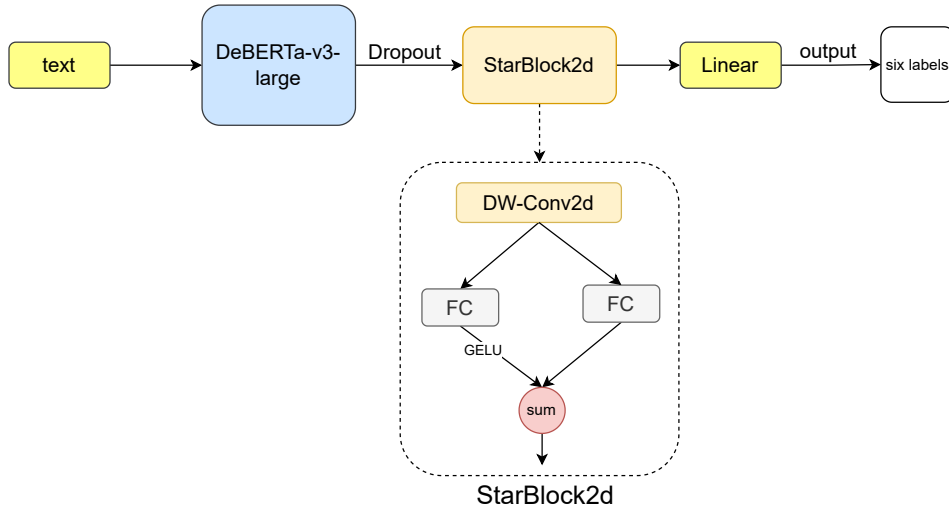 text
DeBERTa-v3-
large
Dropout
StarBlock2d
Linear
output
six labels
DW-Conv2d
FC
FC
GELU
sum
StarBlock2d